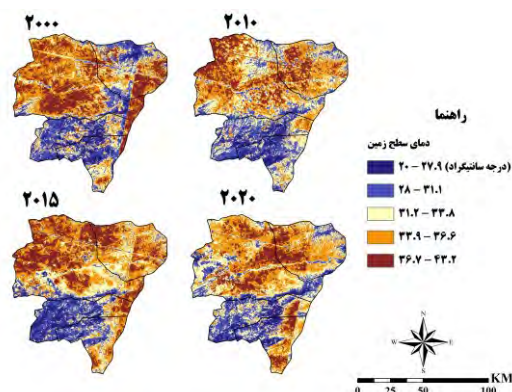 ۲۰۰۰
۲۰۱۰
۲۰۱۵
۲۰۲۰
راهنما
دمای سطح زمین
۲۰ – ۲۷.۹ (درجه سانتیگراد)
۲۸ – ۳۱.۱
۳۱.۲ – ۳۳.۸
۳۳.۹ – ۳۶.۶
۳۶.۷ – ۴۳.۲
N
W E
S
KM
0 25 50 100